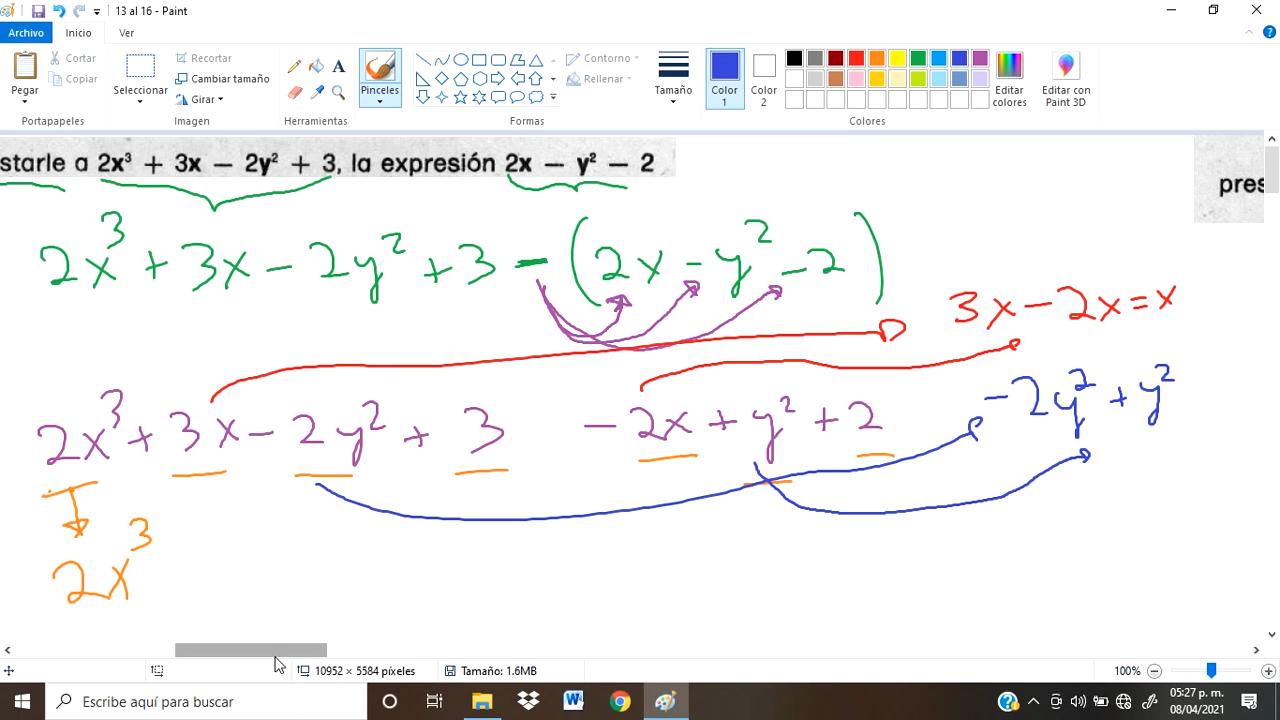 13 al 16 - Paint
Archivo Inicio Ver
Pegar Cortar Copiar Seleccionar Recortar Cambiar tamaño Girar Pinceles Contorno Rellenar Tamaño Color 1 Color 2 Editar colores Editar con Paint 3D
Portapapeles Imagen Herramientas Formas Colores
starle a 2x³ + 3x − 2y² + 3, la expresión 2x − y² − 2
pres
2x³ + 3x − 2y² + 3 − (2x − y² − 2)
3x − 2x = x
2x³ + 3x − 2y² + 3 − 2x + y² + 2
− 2y² + y²
2x³
10952 × 5584 píxeles Tamaño: 1.6MB 100%
Escribe aquí para buscar
05:27 p. m.
08/04/2021